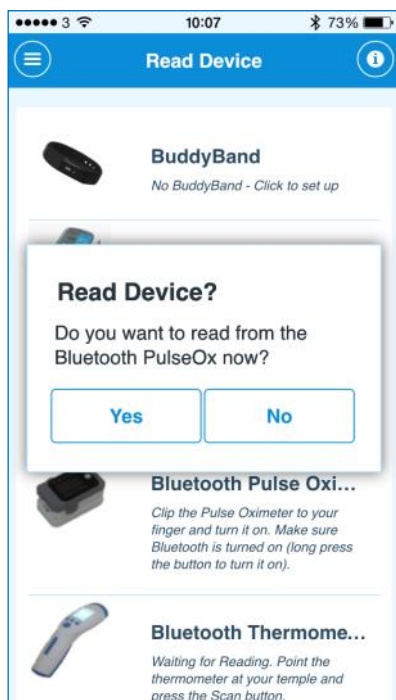 3
10:07
73%
Read Device
BuddyBand
No BuddyBand - Click to set up
Read Device?
Do you want to read from the
Bluetooth PulseOx now?
Yes
No
Bluetooth Pulse Oxi...
Clip the Pulse Oximeter to your
finger and turn it on. Make sure
Bluetooth is turned on (long press
the button to turn it on).
Bluetooth Thermome...
Waiting for Reading. Point the
thermometer at your temple and
press the Scan button.